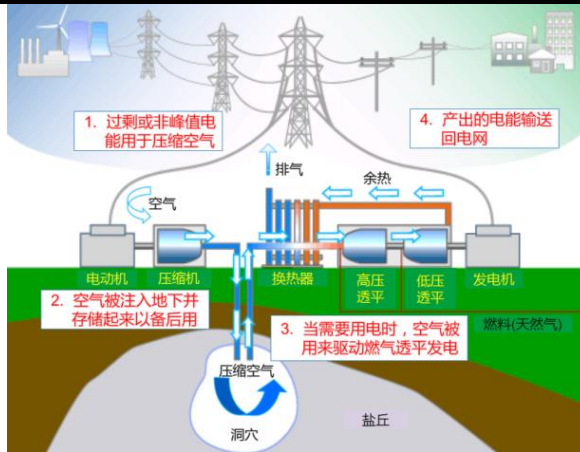 1. 过剩或非峰值电
能用于压缩空气
4. 产出的电能输送
回电网
排气
余热
空气
电动机
压缩机
换热器
高压
透平
低压
透平
发电机
2. 空气被注入地下并
存储起来以备后用
3. 当需要用电时，空气被
用来驱动燃气透平发电
燃料(天然气)
压缩空气
洞穴
盐丘